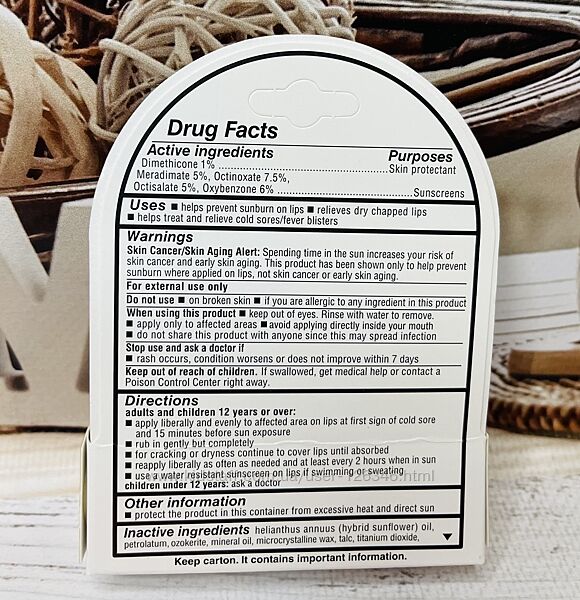 Drug Facts
Active ingredients Purposes
Dimethicone 1% ........................................Skin protectant
Meradimate 5%, Octinoxate 7.5%,
Octisalate 5%, Oxybenzone 6% ........................................Sunscreens
Uses ■ helps prevent sunburn on lips ■ relieves dry chapped lips
■ helps treat and relieve cold sores/fever blisters
Warnings
Skin Cancer/Skin Aging Alert: Spending time in the sun increases your risk of
skin cancer and early skin aging. This product has been shown only to help prevent
sunburn where applied on lips, not skin cancer or early skin aging.
For external use only
Do not use ■ on broken skin ■ if you are allergic to any ingredient in this product
When using this product ■ keep out of eyes. Rinse with water to remove.
■ apply only to affected areas ■ avoid applying directly inside your mouth
■ do not share this product with anyone since this may spread infection
Stop use and ask a doctor if
■ rash occurs, condition worsens or does not improve within 7 days
Keep out of reach of children. If swallowed, get medical help or contact a
Poison Control Center right away.
Directions
adults and children 12 years or over:
■ apply liberally and evenly to affected area on lips at first sign of cold sore
and 15 minutes before sun exposure
■ rub in gently but completely
■ for cracking or dryness continue to cover lips until absorbed
■ reapply liberally as often as needed and at least every 2 hours when in sun
■ use a water resistant sunscreen on lips if swimming or sweating
children under 12 years: ask a doctor
Other information
■ protect the product in this container from excessive heat and direct sun
Inactive ingredients helianthus annuus (hybrid sunflower) oil,
petrolatum, ozokerite, mineral oil, microcrystalline wax, talc, titanium dioxide,
Keep carton. It contains important information.